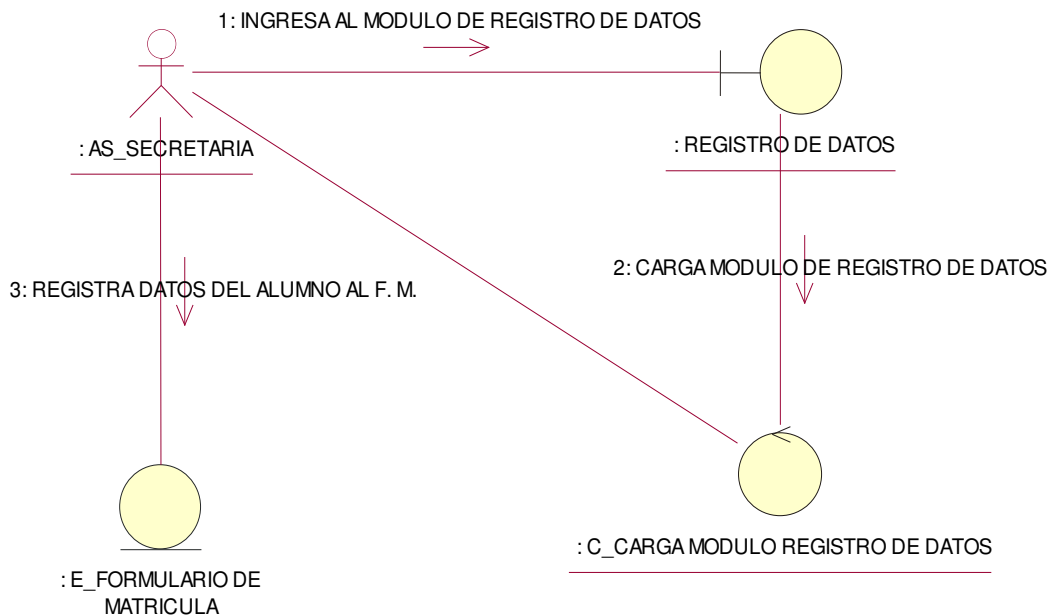 1: INGRESA AL MODULO DE REGISTRO DE DATOS
: AS_SECRETARIA
: REGISTRO DE DATOS
2: CARGA MODULO DE REGISTRO DE DATOS
3: REGISTRA DATOS DEL ALUMNO AL F. M.
: C_CARGA MODULO REGISTRO DE DATOS
: E_FORMULARIO DE
MATRICULA